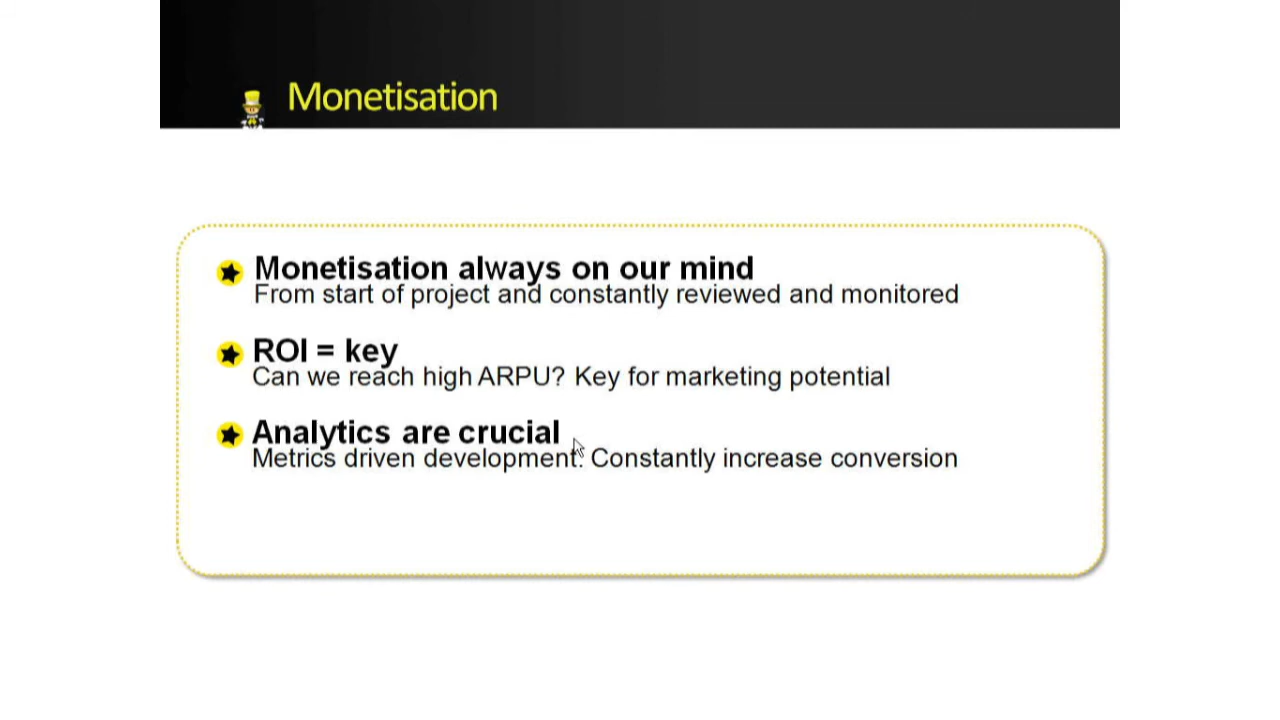 Monetisation
Monetisation always on our mind
From start of project and constantly reviewed and monitored
ROI = key
Can we reach high ARPU? Key for marketing potential
Analytics are crucial
Metrics driven development. Constantly increase conversion